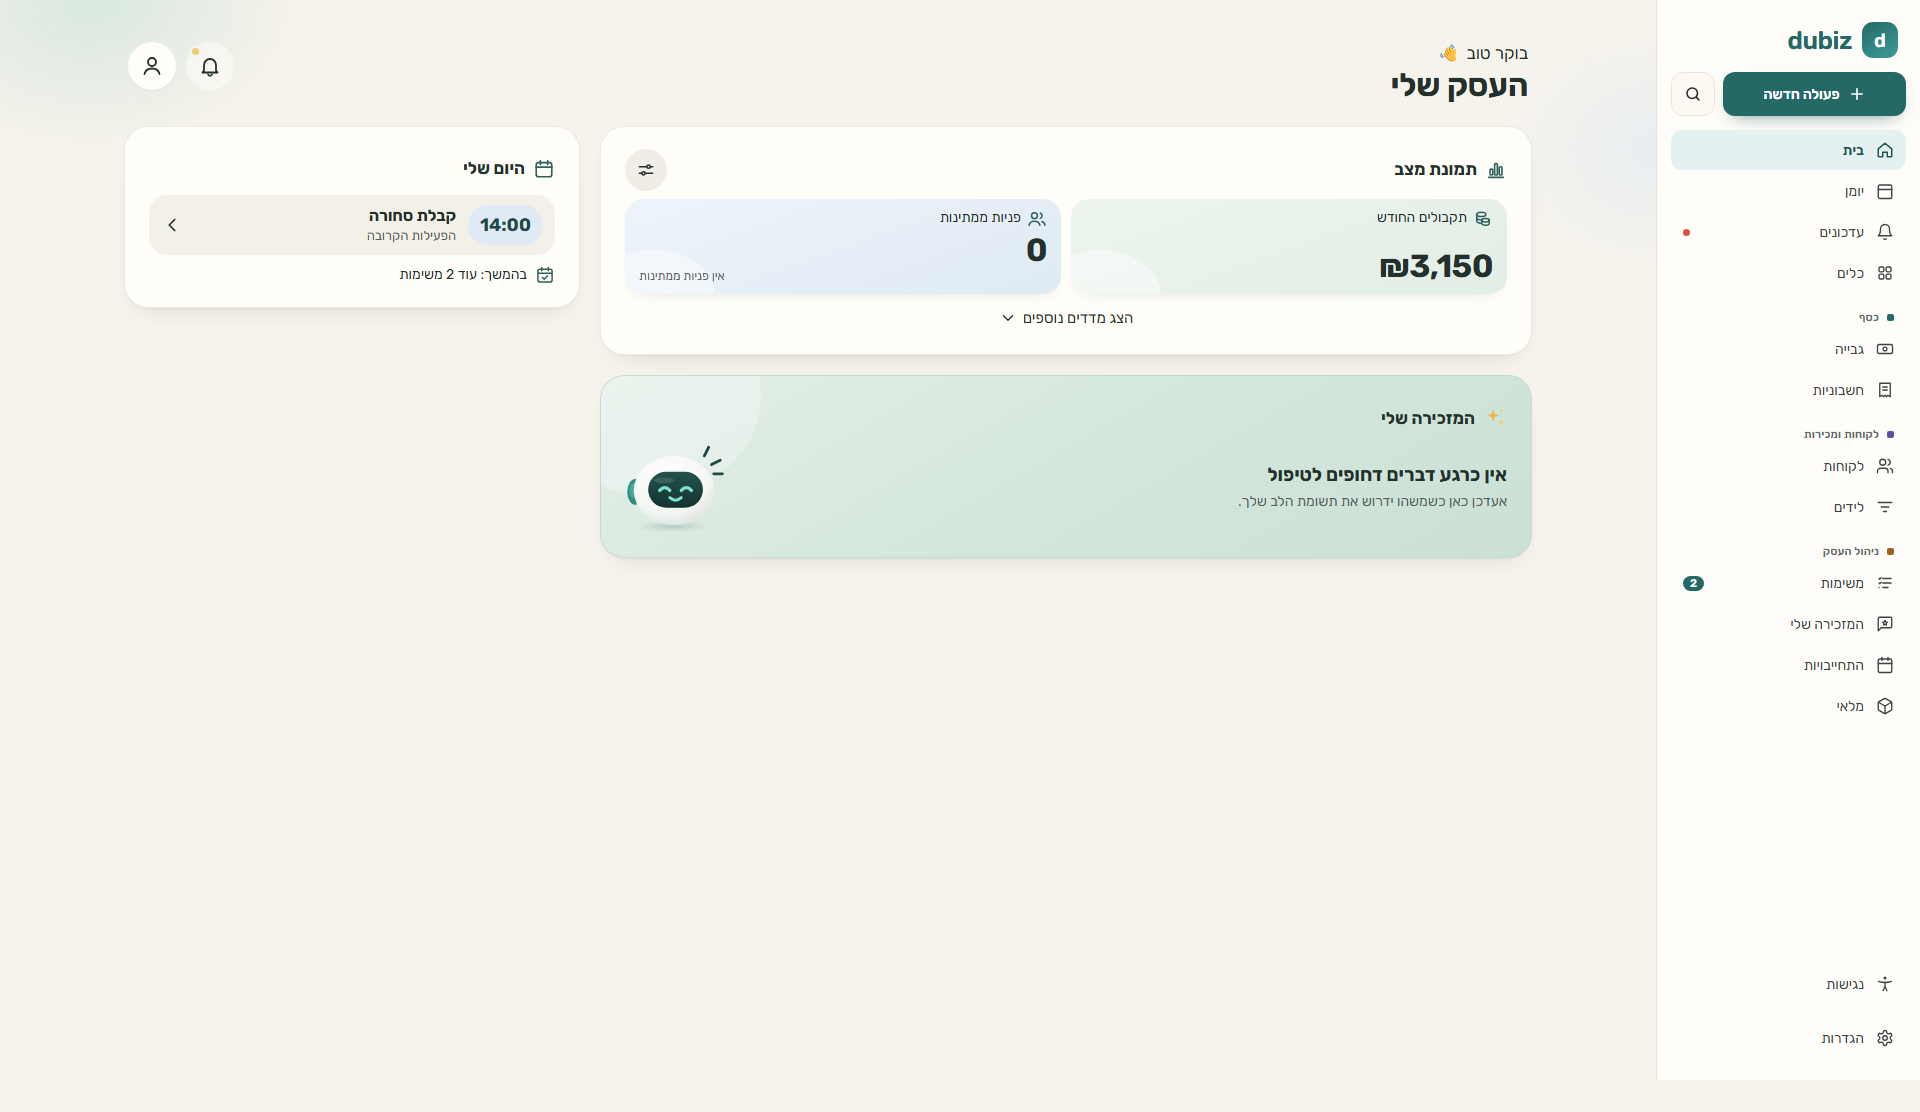 d
dubiz
פעולה חדשה
בית
יומן
עדכונים
כלים
כסף
גבייה
חשבוניות
לקוחות ומכירות
לקוחות
לידים
ניהול העסק
משימות
2
המזכירה שלי
התחייבויות
מלאי
נגישות
הגדרות
בוקר טוב 👋
העסק שלי
תמונת מצב
תקבולים החודש
₪3,150
פניות ממתינות
0
אין פניות ממתינות
הצג מדדים נוספים
המזכירה שלי
אין כרגע דברים דחופים לטיפול
אעדכן כאן כשמשהו ידרוש את תשומת הלב שלך.
היום שלי
14:00
קבלת סחורה
הפעילות הקרובה
בהמשך: עוד 2 משימות